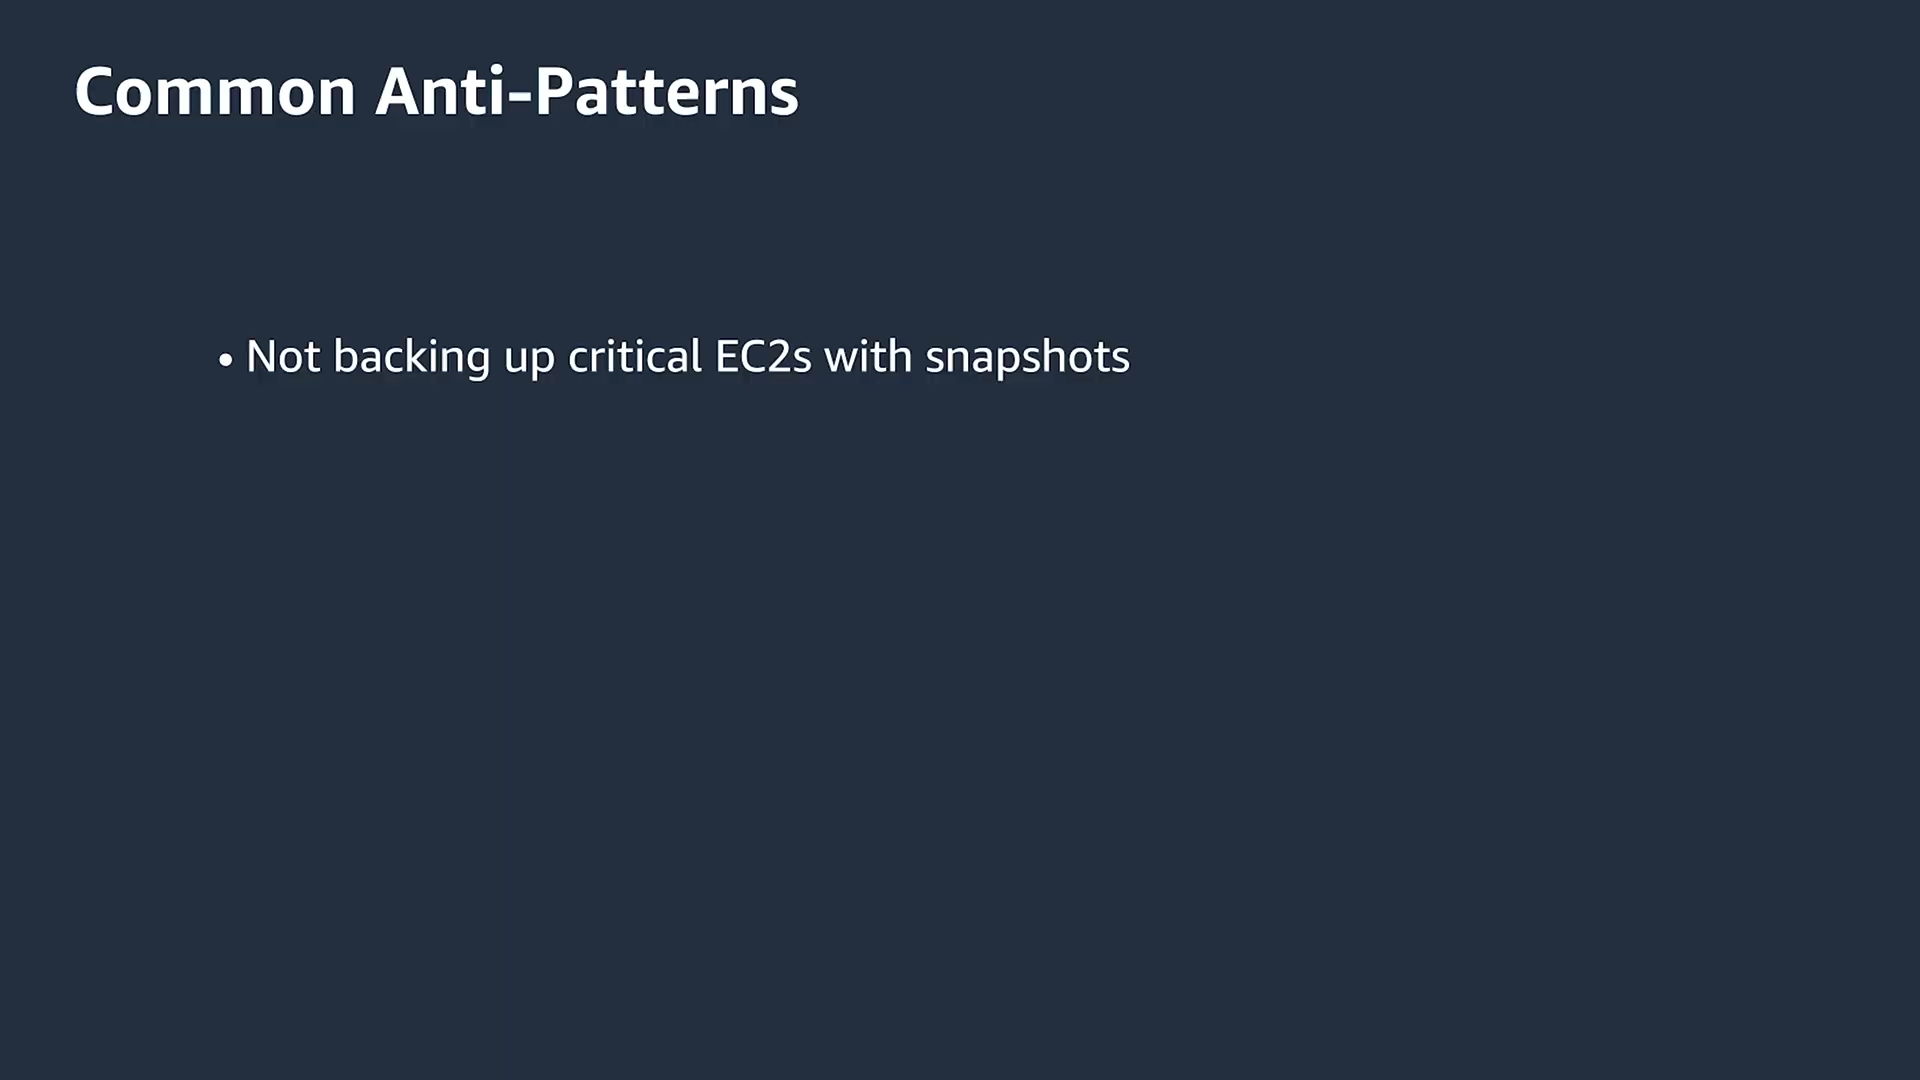 Common Anti-Patterns
• Not backing up critical EC2s with snapshots